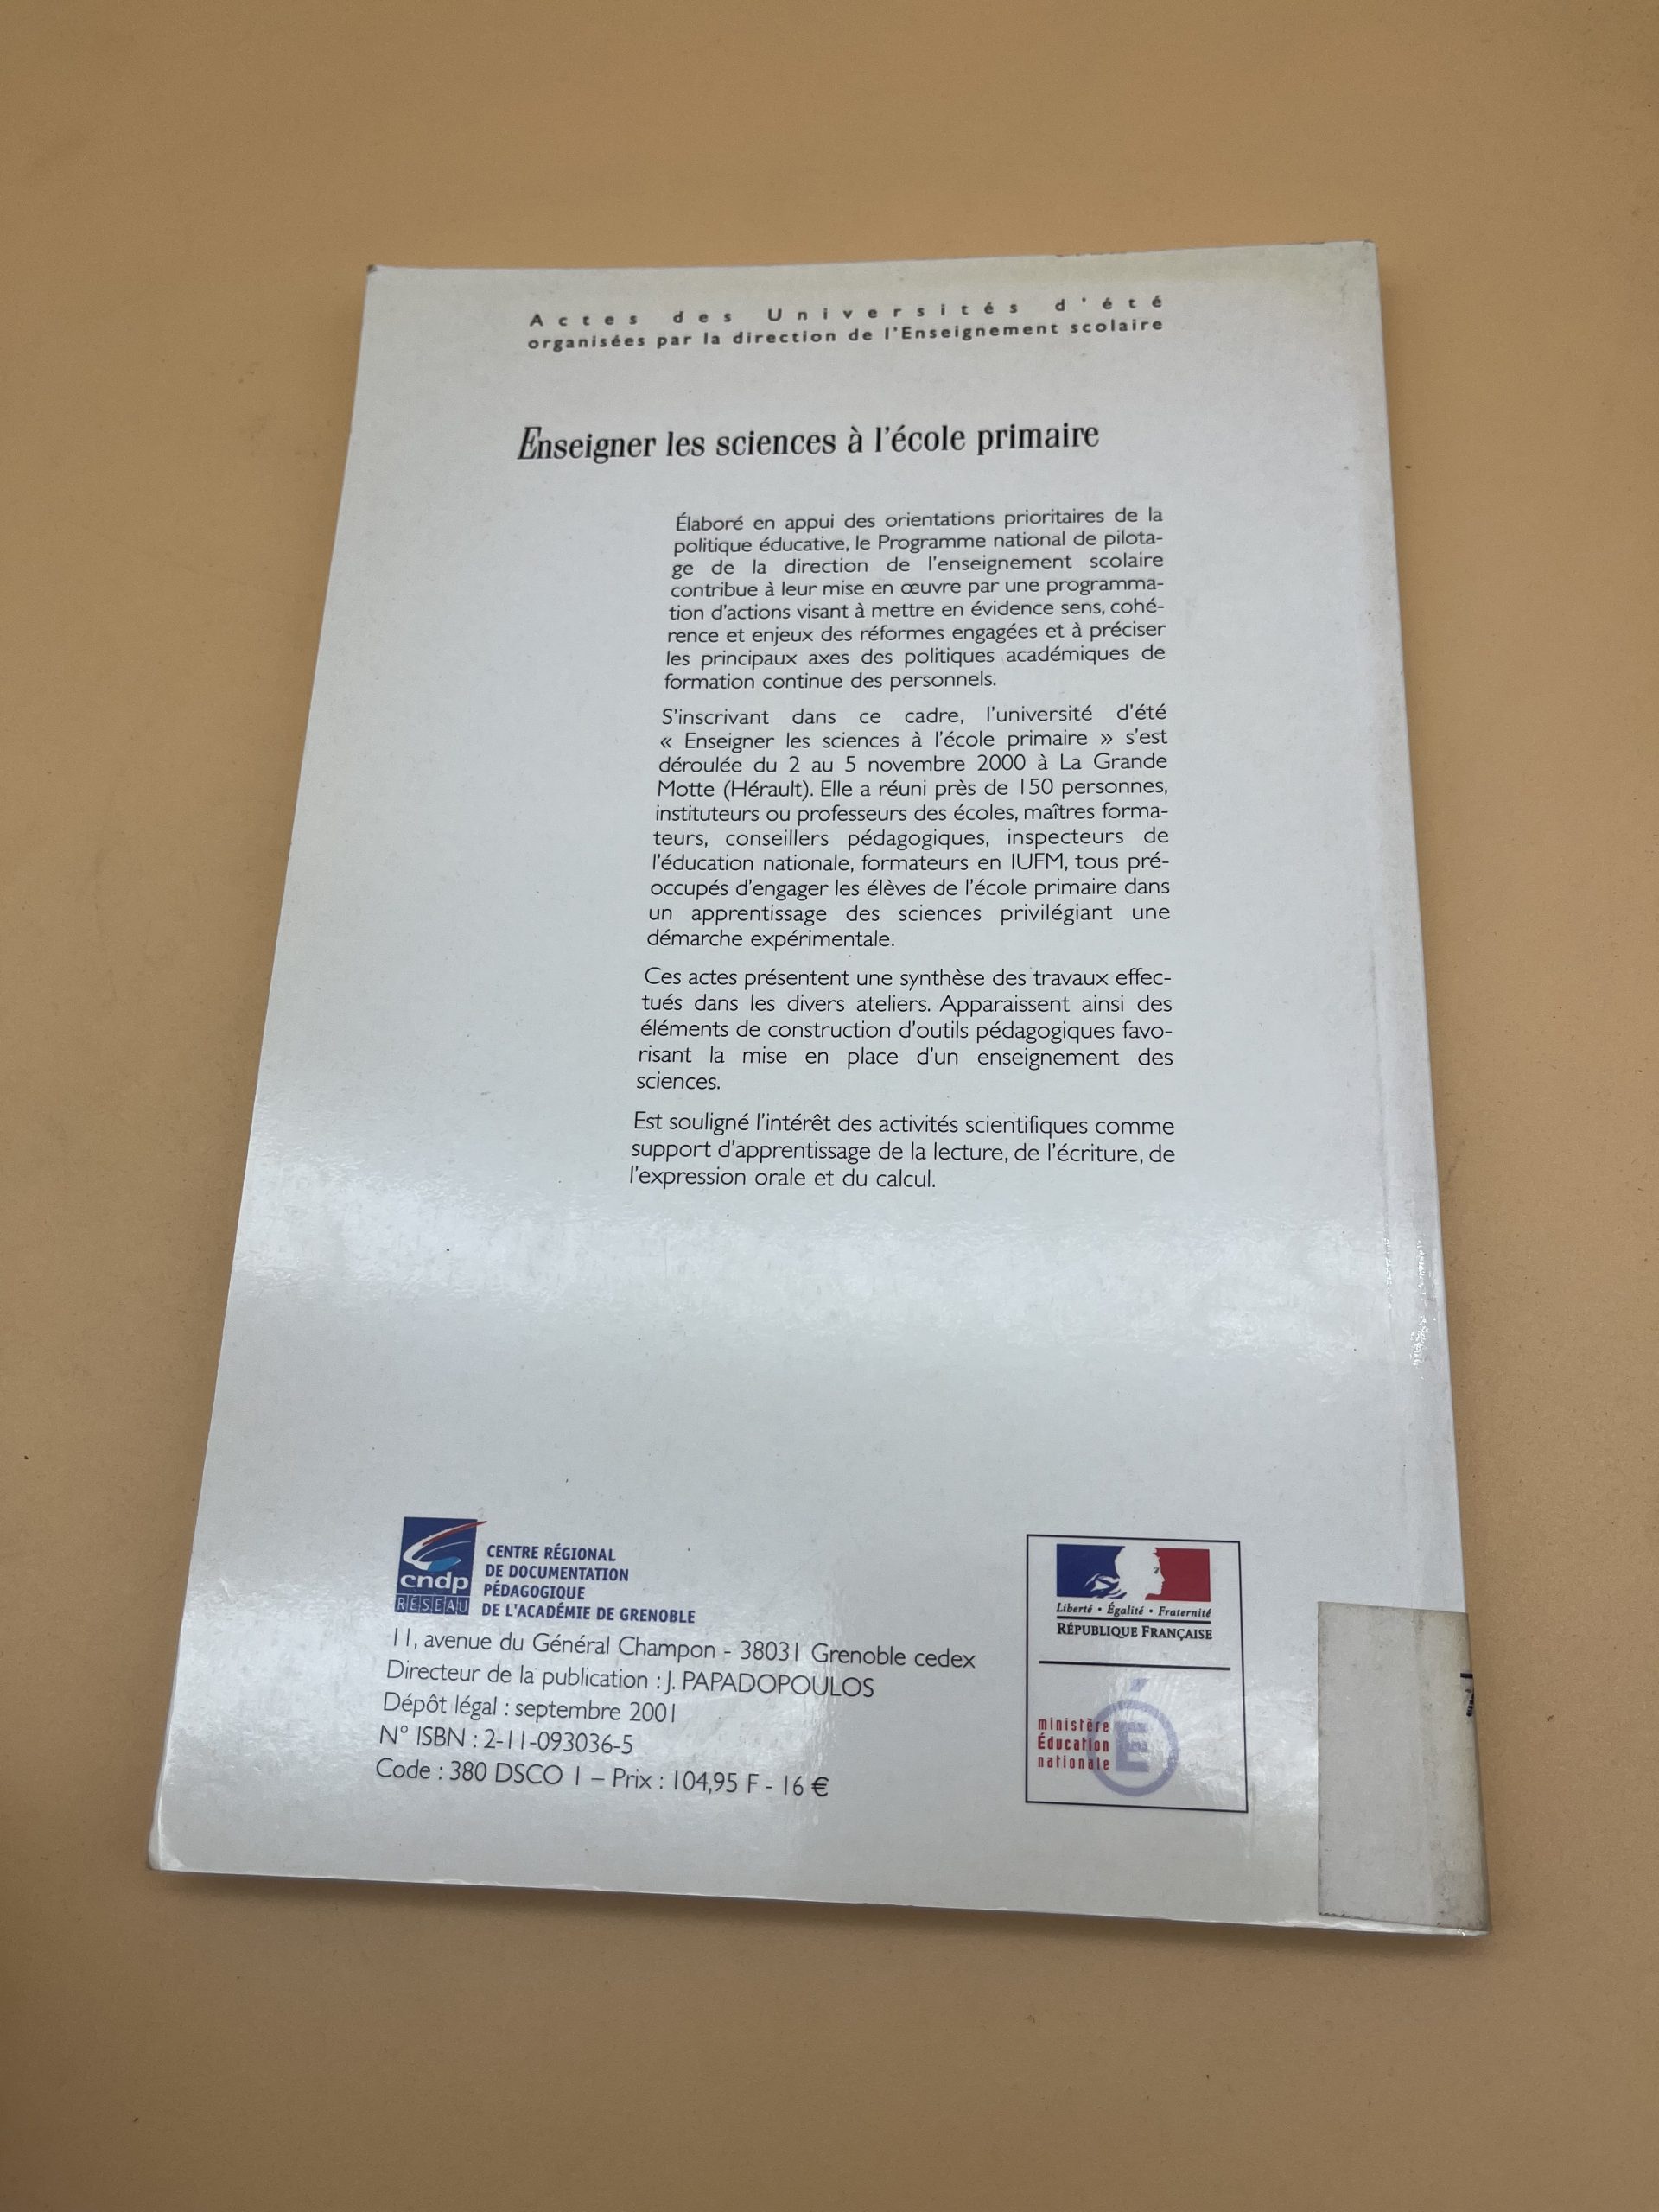 Actes des Universités d'été
organisées par la direction de l'Enseignement scolaire
Enseigner les sciences à l'école primaire
Élaboré en appui des orientations prioritaires de la
politique éducative, le Programme national de pilota-
ge de la direction de l'enseignement scolaire
contribue à leur mise en œuvre par une programma-
tion d'actions visant à mettre en évidence sens, cohé-
rence et enjeux des réformes engagées et à préciser
les principaux axes des politiques académiques de
formation continue des personnels.
S'inscrivant dans ce cadre, l'université d'été
« Enseigner les sciences à l'école primaire » s'est
déroulée du 2 au 5 novembre 2000 à La Grande
Motte (Hérault). Elle a réuni près de 150 personnes,
instituteurs ou professeurs des écoles, maîtres forma-
teurs, conseillers pédagogiques, inspecteurs de
l'éducation nationale, formateurs en IUFM, tous pré-
occupés d'engager les élèves de l'école primaire dans
un apprentissage des sciences privilégiant une
démarche expérimentale.
Ces actes présentent une synthèse des travaux effec-
tués dans les divers ateliers. Apparaissent ainsi des
éléments de construction d'outils pédagogiques favo-
risant la mise en place d'un enseignement des
sciences.
Est souligné l'intérêt des activités scientifiques comme
support d'apprentissage de la lecture, de l'écriture, de
l'expression orale et du calcul.
cndp
RÉSEAU
CENTRE RÉGIONAL
DE DOCUMENTATION
PÉDAGOGIQUE
DE L'ACADÉMIE DE GRENOBLE
11, avenue du Général Champon - 38031 Grenoble cedex
Directeur de la publication : J. PAPADOPOULOS
Dépôt légal : septembre 2001
N° ISBN : 2-11-093036-5
Code : 380 DSCO 1 – Prix : 104,95 F - 16 €
Liberté • Égalité • Fraternité
RÉPUBLIQUE FRANÇAISE
ministère
Éducation
nationale
É